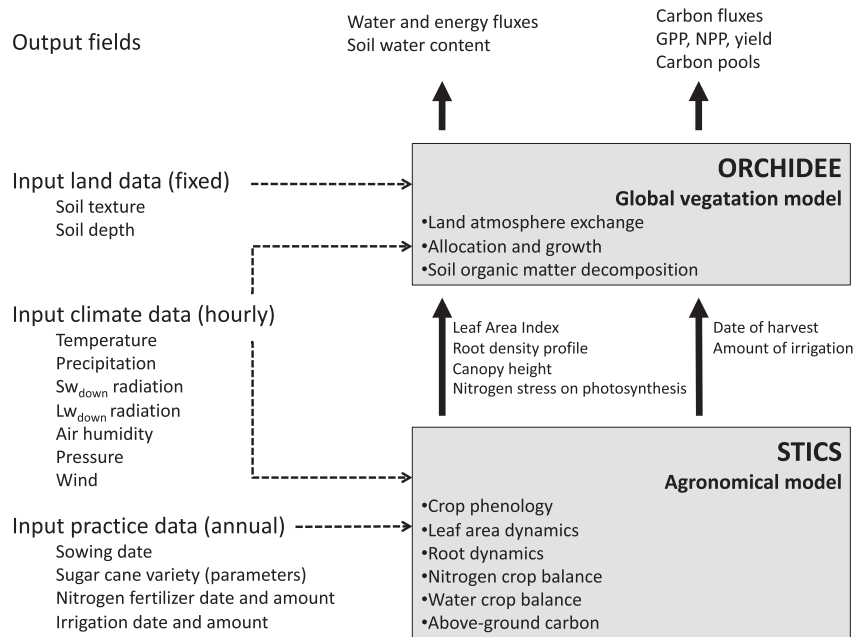 Output fields
Water and energy fluxes
Soil water content
Carbon fluxes
GPP, NPP, yield
Carbon pools
Input land data (fixed)
Soil texture
Soil depth
ORCHIDEE
Global vegatation model
•Land atmosphere exchange
•Allocation and growth
•Soil organic matter decomposition
Input climate data (hourly)
Temperature
Precipitation
Swdown radiation
Lwdown radiation
Air humidity
Pressure
Wind
Leaf Area Index
Root density profile
Canopy height
Nitrogen stress on photosynthesis
Date of harvest
Amount of irrigation
Input practice data (annual)
Sowing date
Sugar cane variety (parameters)
Nitrogen fertilizer date and amount
Irrigation date and amount
STICS
Agronomical model
•Crop phenology
•Leaf area dynamics
•Root dynamics
•Nitrogen crop balance
•Water crop balance
•Above-ground carbon